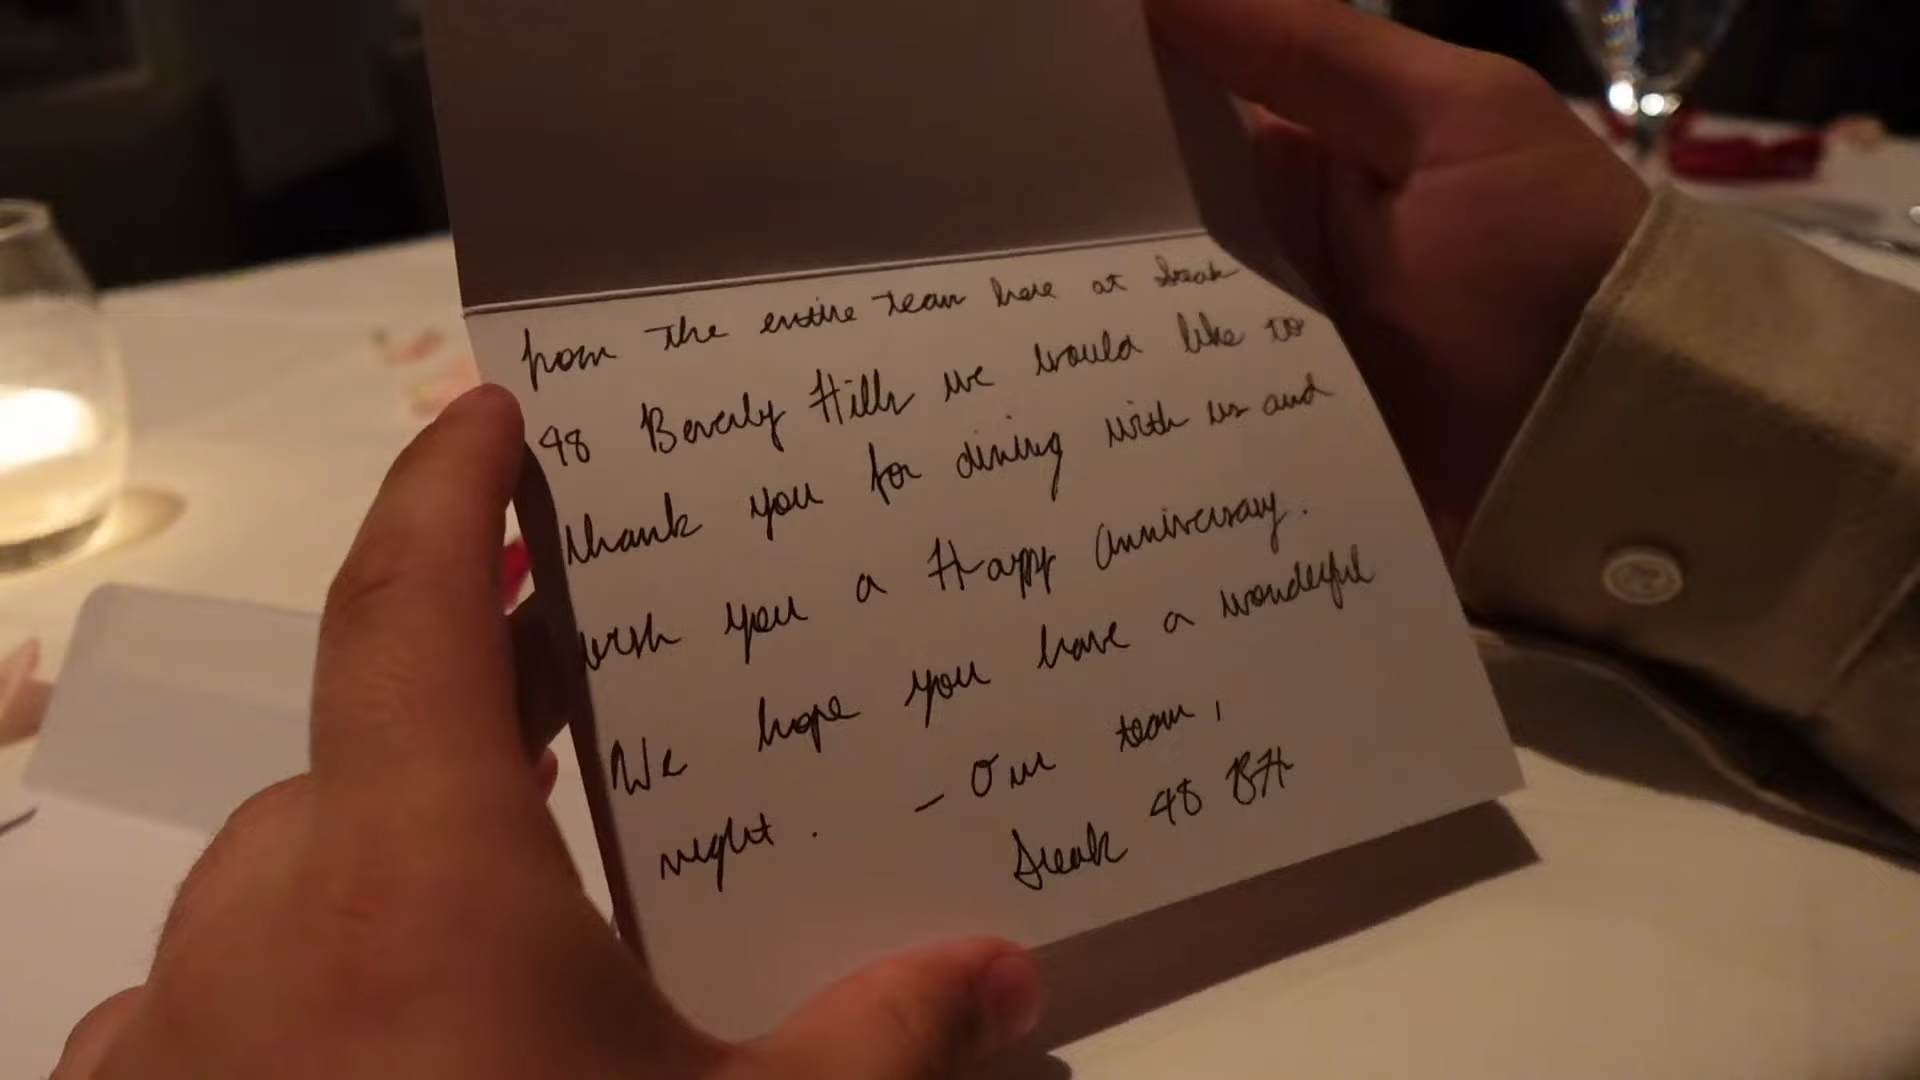 from the entire team here at Steak
48 Beverly Hills we would like to
thank you for dining with us and
wish you a Happy Anniversary.
We hope you have a wonderful
night. - Our team,
Steak 48 BH